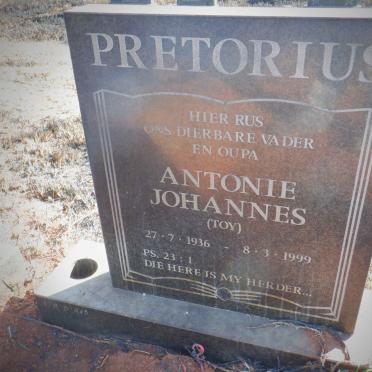 PRETORIUS
HIER RUS
ONS DIERBARE VADER
EN OUPA
ANTONIE
JOHANNES
(TOY)
27 · 7 · 1936 - 8 · 3 · 1999
PS. 23 : 1
DIE HERE IS MY HERDER...